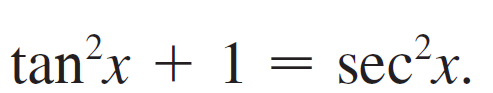 tan²x + 1 = sec²x.